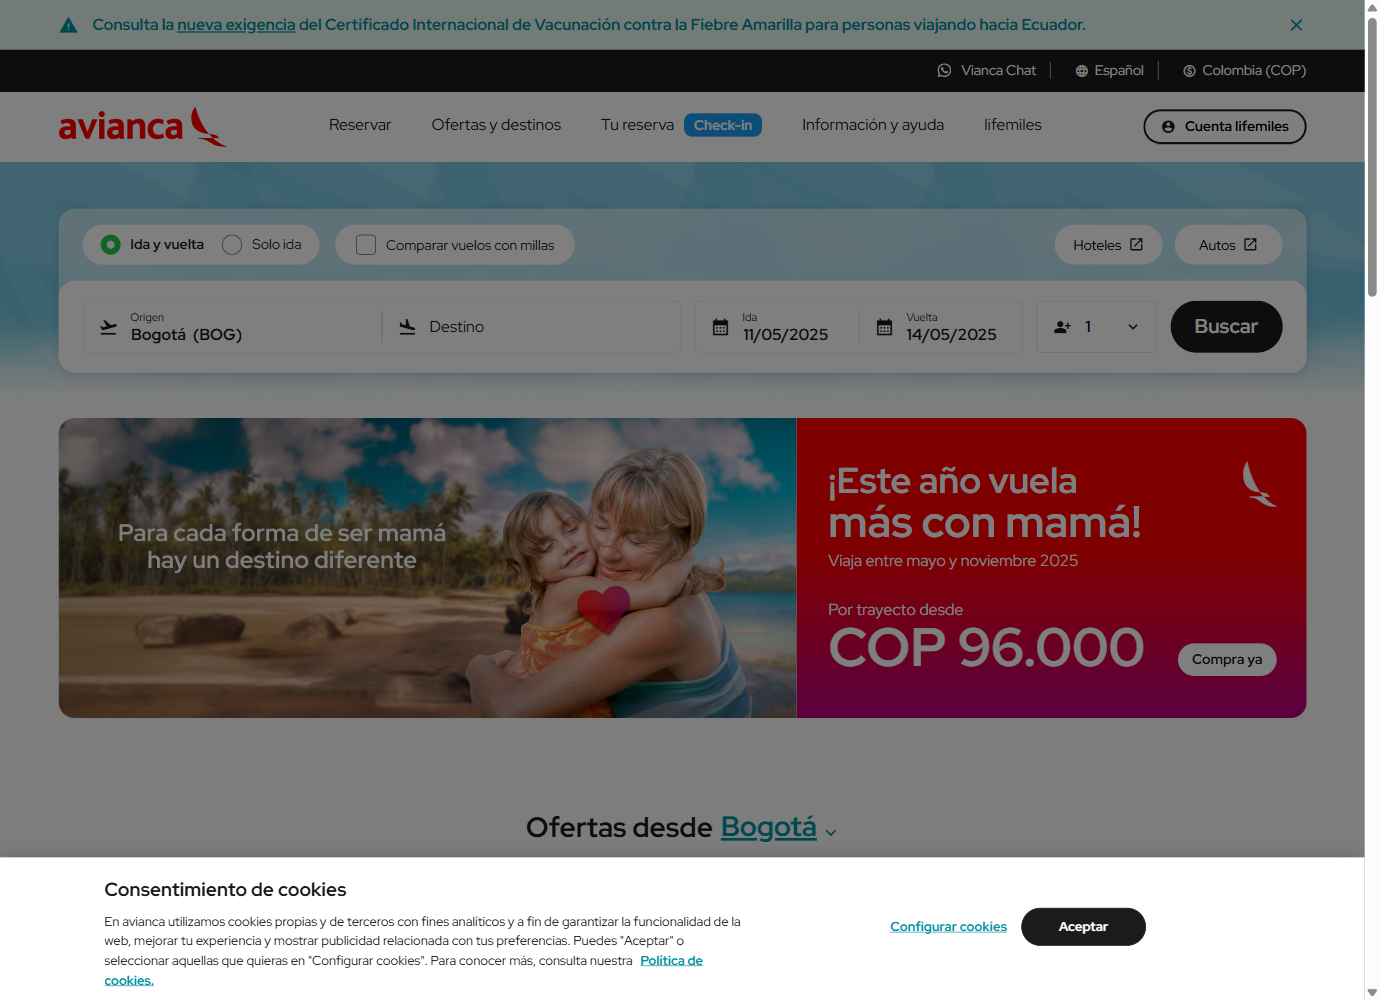 Consulta la nueva exigencia del Certificado Internacional de Vacunación contra la Fiebre Amarilla para personas viajando hacia Ecuador.
Vianca Chat
Español
Colombia (COP)
avianca
Reservar
Ofertas y destinos
Tu reserva
Check-in
Información y ayuda
lifemiles
Cuenta lifemiles
Ida y vuelta
Solo ida
Comparar vuelos con millas
Hoteles
Autos
Origen
Bogotá (BOG)
Destino
Ida
11/05/2025
Vuelta
14/05/2025
1
Buscar
Para cada forma de ser mamá
hay un destino diferente
¡Este año vuela
más con mamá!
Viaja entre mayo y noviembre 2025
Por trayecto desde
COP 96.000
Compra ya
Ofertas desde Bogotá
Consentimiento de cookies
En avianca utilizamos cookies propias y de terceros con fines analíticos y a fin de garantizar la funcionalidad de la
web, mejorar tu experiencia y mostrar publicidad relacionada con tus preferencias. Puedes "Aceptar" o
seleccionar aquellas que quieras en "Configurar cookies". Para conocer más, consulta nuestra Política de
cookies.
Configurar cookies
Aceptar